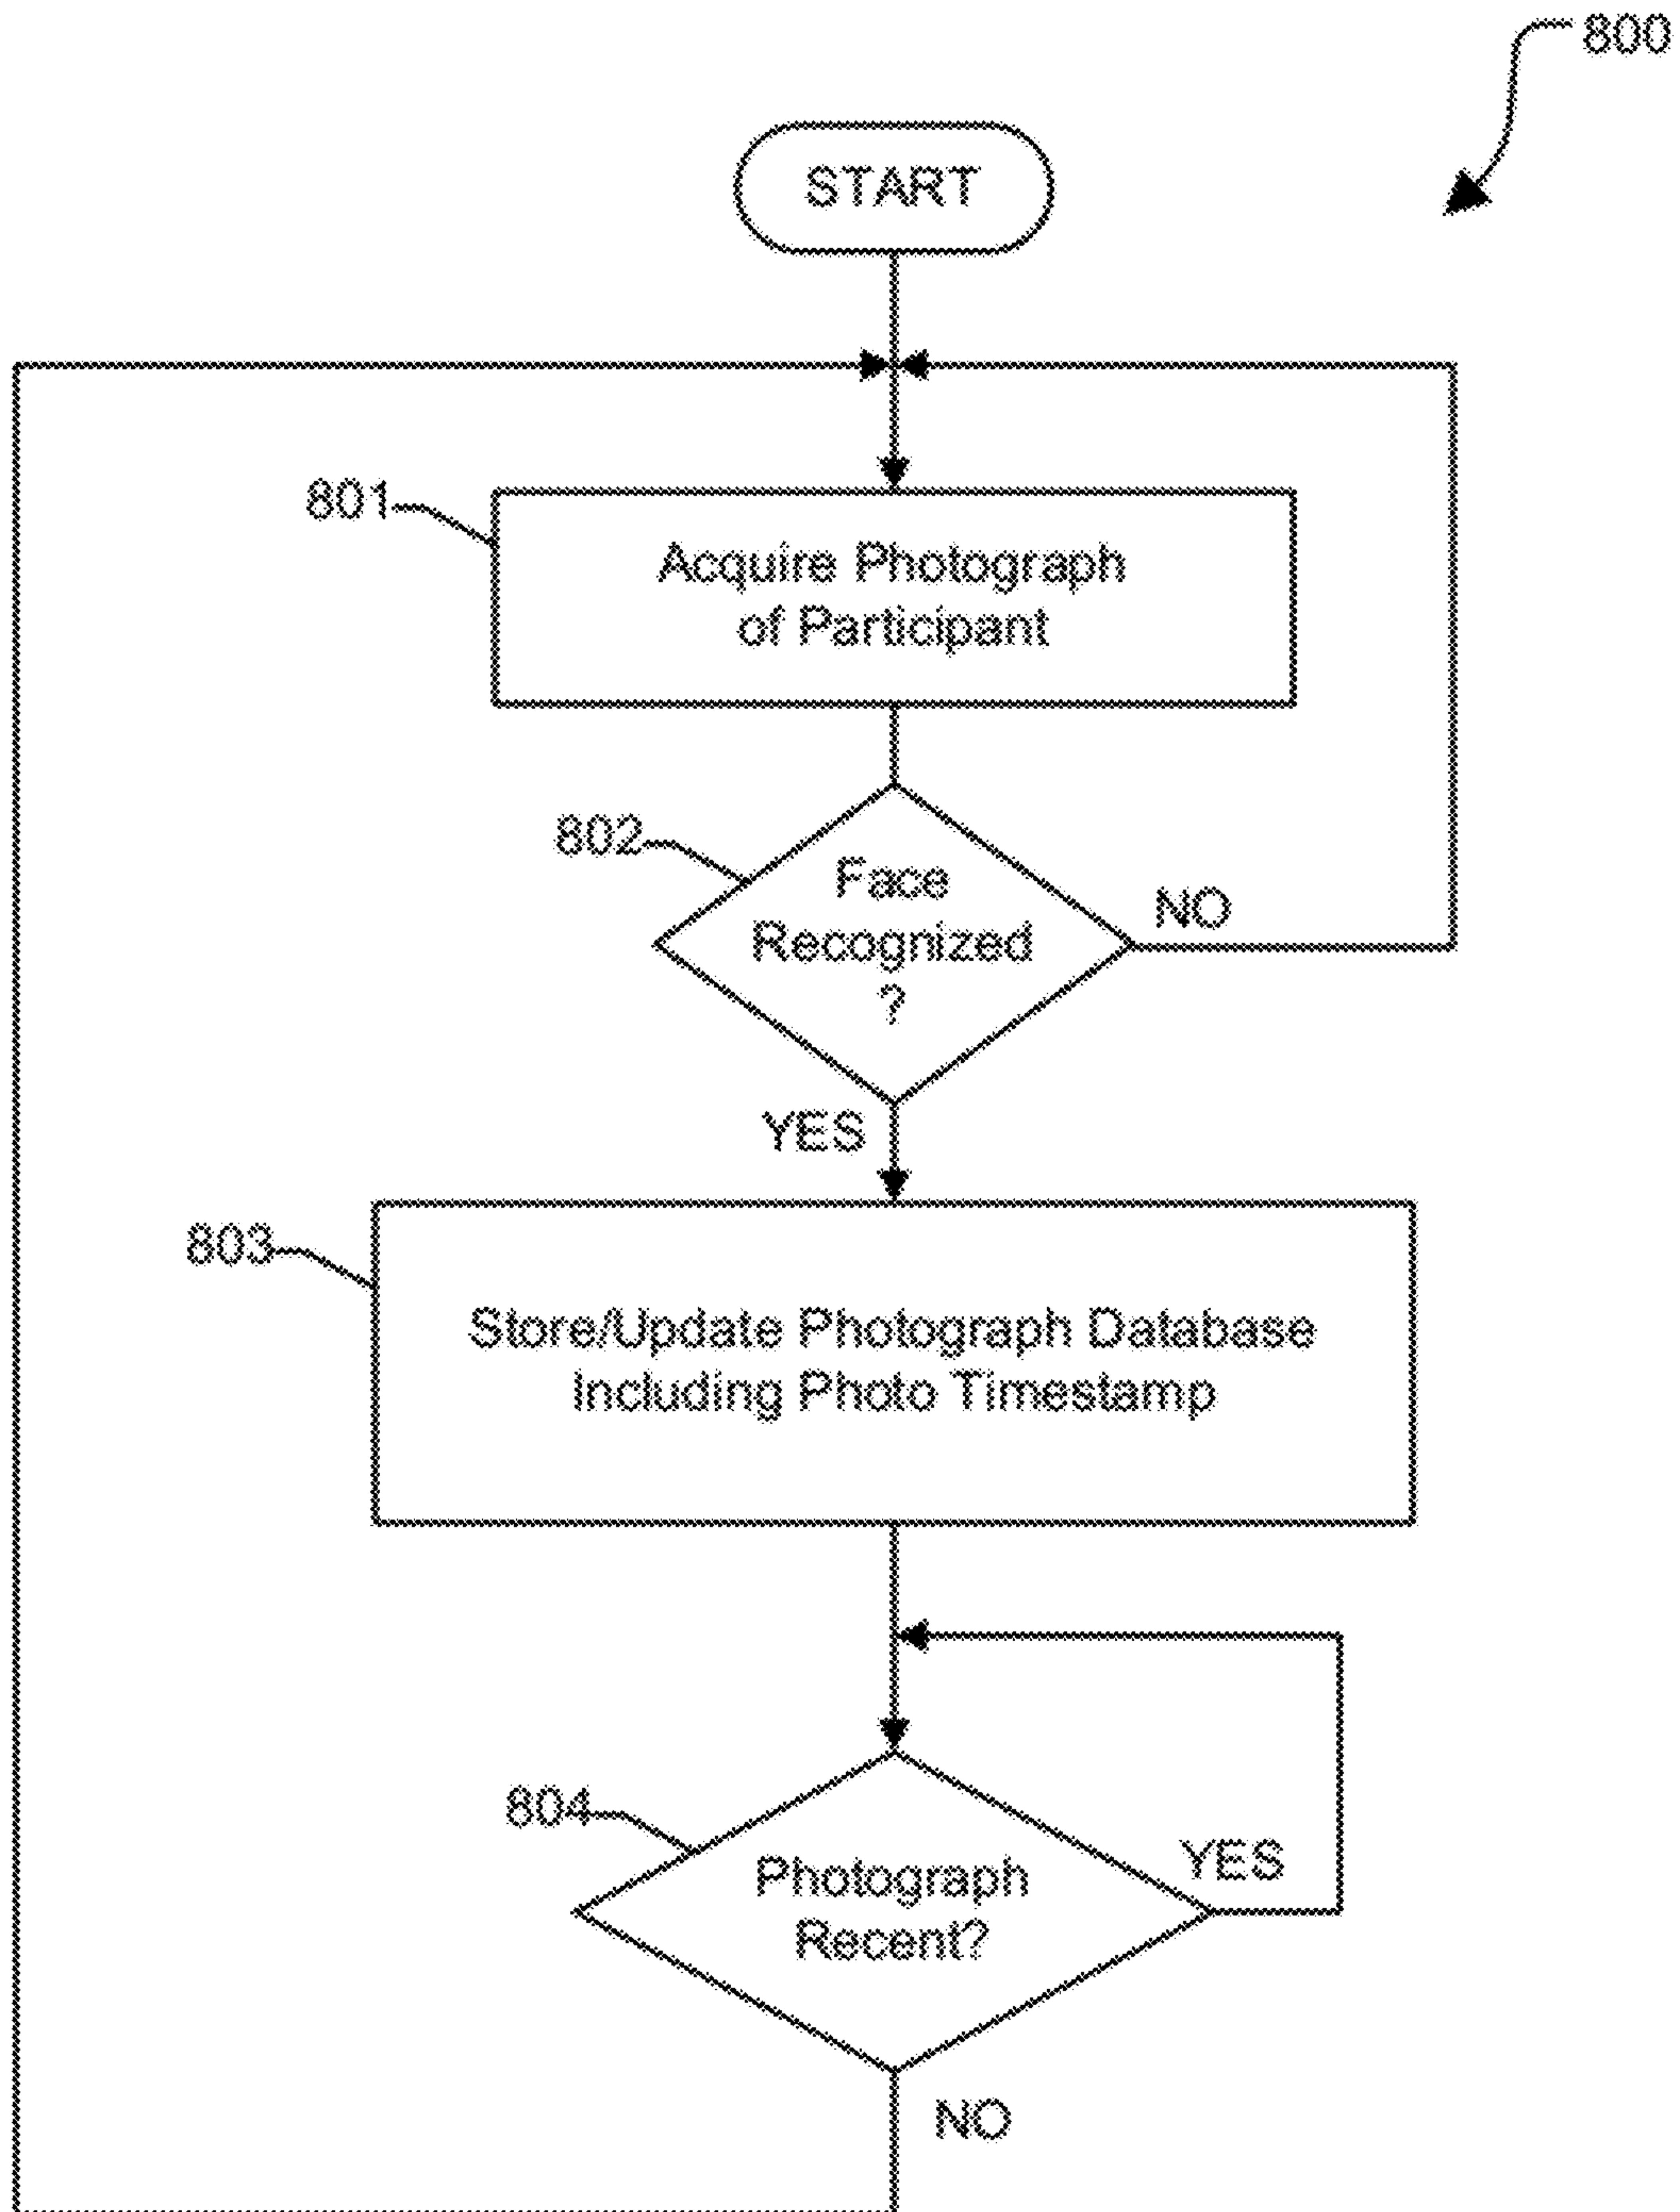 800
START
801
Acquire Photograph
of Participant
802
Face
Recognized
?
NO
YES
803
Store/Update Photograph Database
Including Photo Timestamp
804
Photograph
Recent?
YES
NO